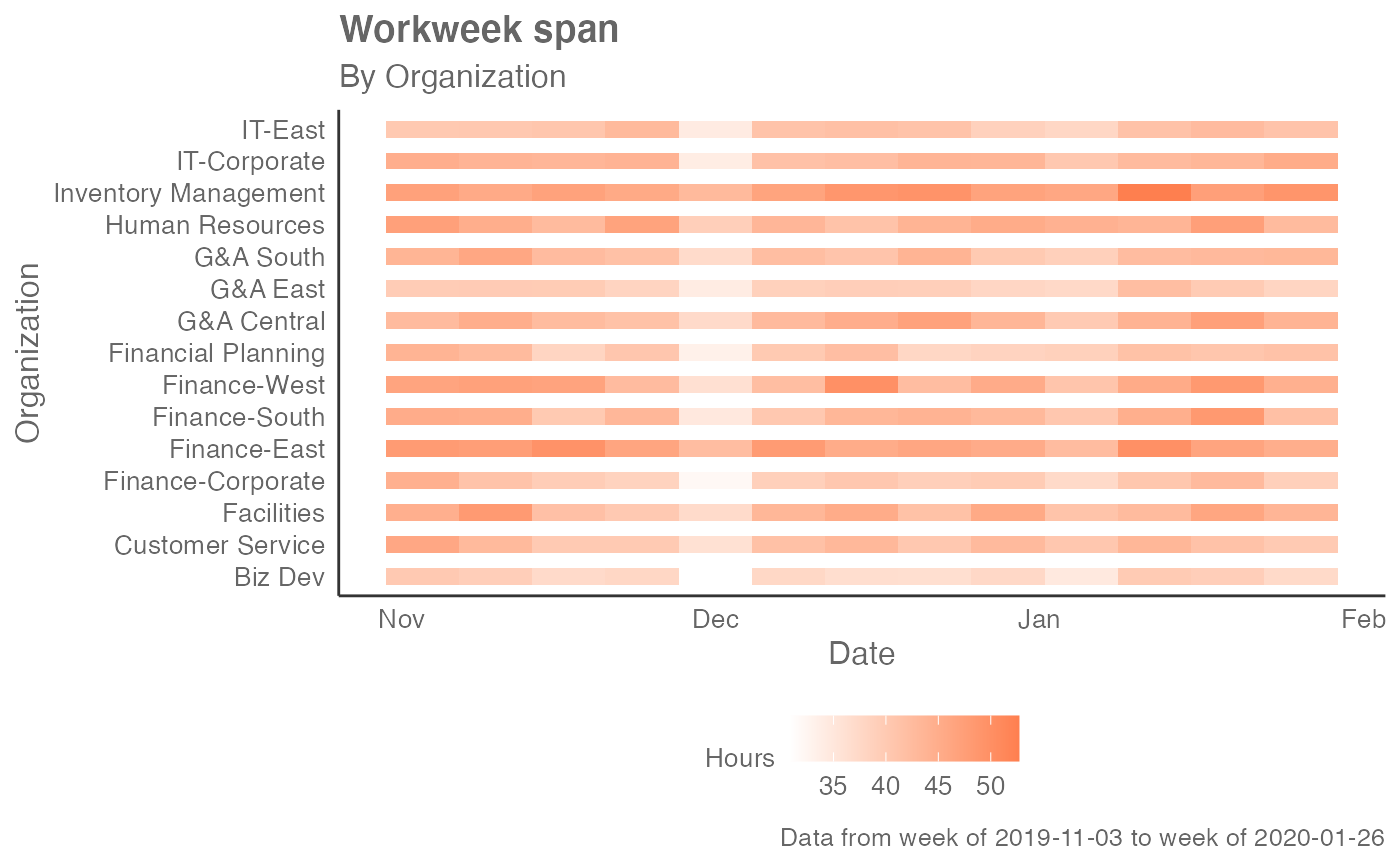 Workweek span
By Organization
Organization
IT-East
IT-Corporate
Inventory Management
Human Resources
G&A South
G&A East
G&A Central
Financial Planning
Finance-West
Finance-South
Finance-East
Finance-Corporate
Facilities
Customer Service
Biz Dev
Nov Dec Jan Feb
Date
Hours
35 40 45 50
Data from week of 2019-11-03 to week of 2020-01-26